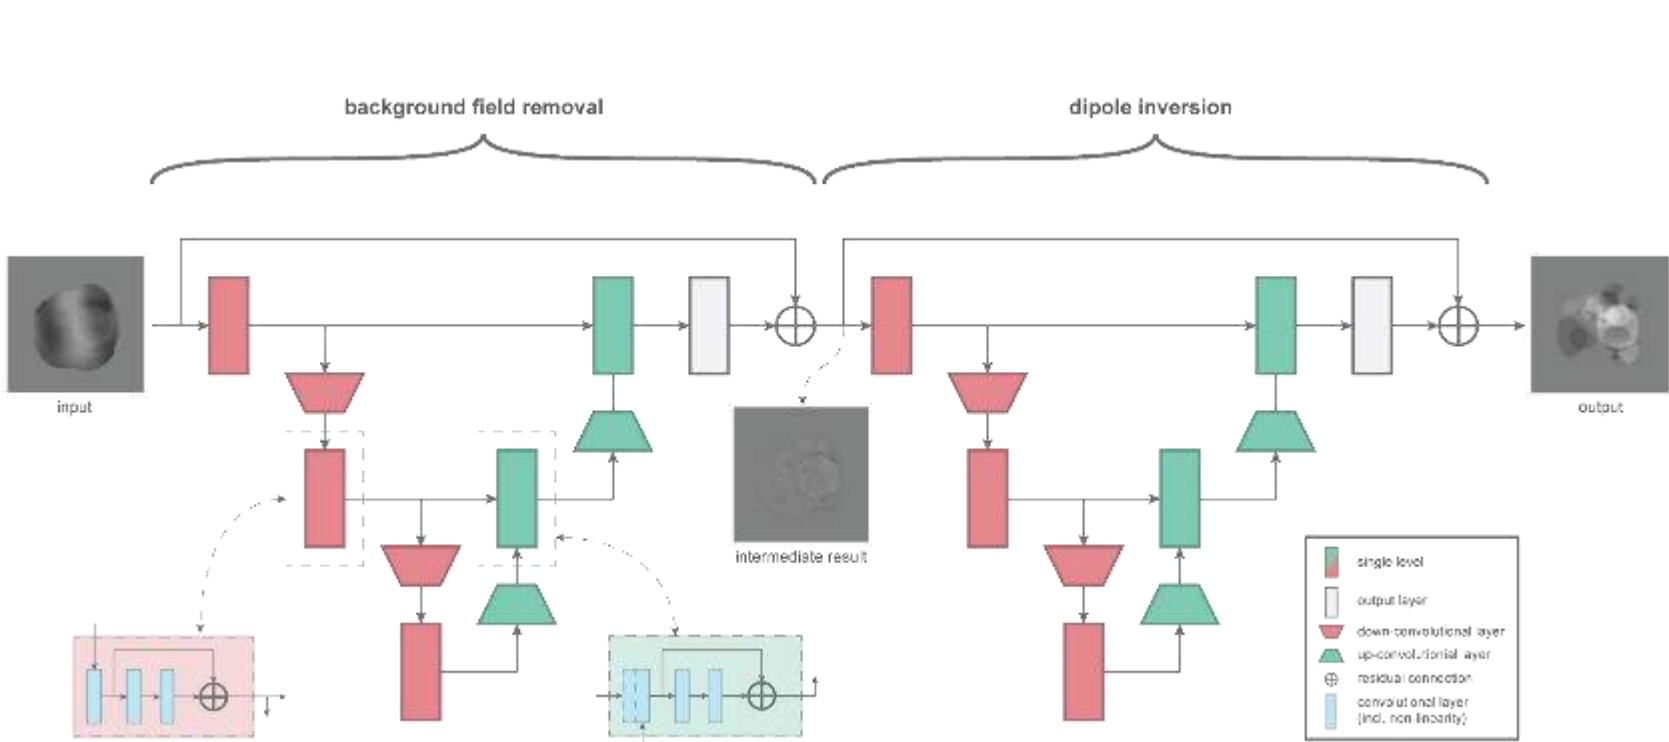 background field removal
dipole inversion
input
output
intermediate result
single level
output layer
down-convolutional layer
up-convolutionial layer
residual connection
convolutional layer
(incl. non-linearity)